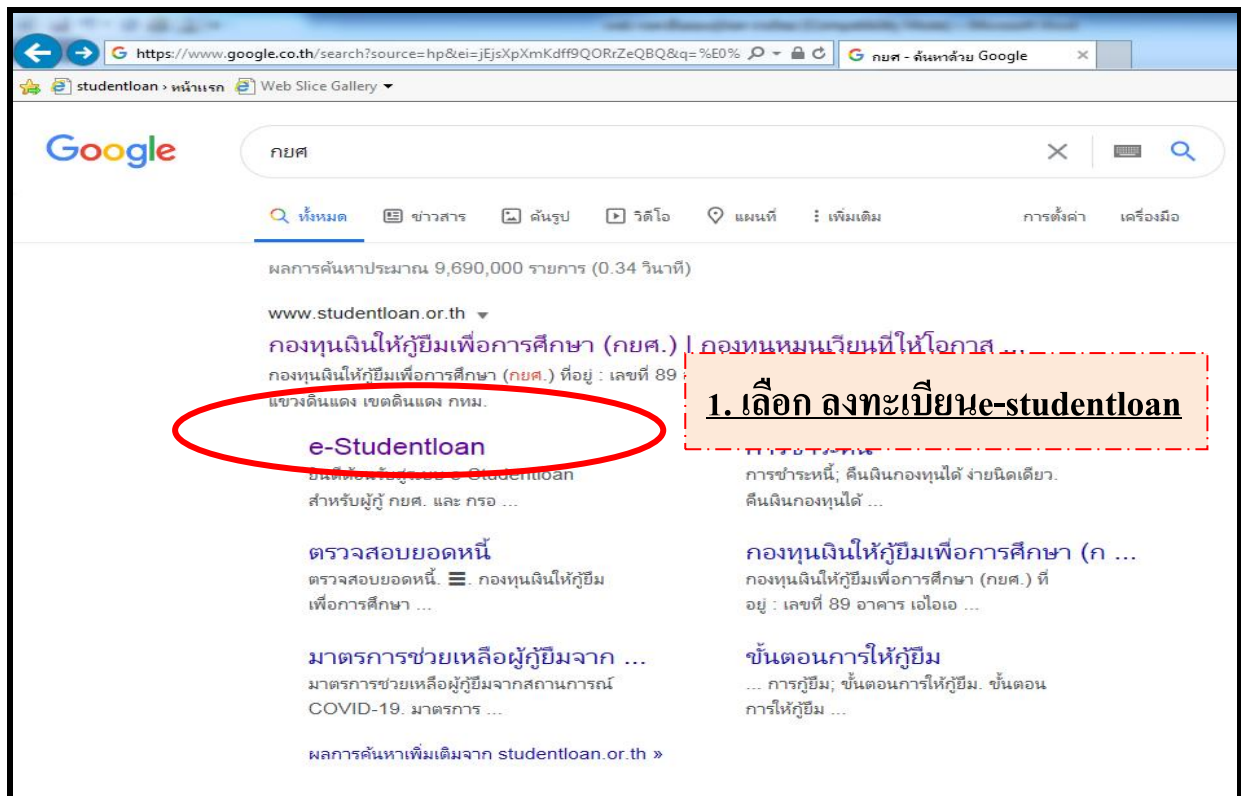 https://www.google.co.th/search?source=hp&ei=jEjsXpXmKdff9QORrZeQBQ&q=%E0%
กยศ - ค้นหาด้วย Google
studentloan › หน้าแรก
Web Slice Gallery
Google
กยศ
ทั้งหมด
ข่าวสาร
ค้นรูป
วิดีโอ
แผนที่
เพิ่มเติม
การตั้งค่า
เครื่องมือ
ผลการค้นหาประมาณ 9,690,000 รายการ (0.34 วินาที)
www.studentloan.or.th
กองทุนเงินให้กู้ยืมเพื่อการศึกษา (กยศ.) | กองทุนหมุนเวียนที่ให้โอกาส ...
กองทุนเงินให้กู้ยืมเพื่อการศึกษา (กยศ.) ที่อยู่ : เลขที่ 89
แขวงดินแดง เขตดินแดง กทม.
1. เลือก ลงทะเบียนe-studentloan
e-Studentloan
ยินดีต้อนรับสู่ระบบ e-Studentloan
สำหรับผู้กู้ กยศ. และ กรอ ...
การชำระหนี้
การชำระหนี้; คืนเงินกองทุนได้ ง่ายนิดเดียว.
คืนเงินกองทุนได้ ...
ตรวจสอบยอดหนี้
ตรวจสอบยอดหนี้. ☰. กองทุนเงินให้กู้ยืม
เพื่อการศึกษา ...
กองทุนเงินให้กู้ยืมเพื่อการศึกษา (ก ...
กองทุนเงินให้กู้ยืมเพื่อการศึกษา (กยศ.) ที่
อยู่ : เลขที่ 89 อาคาร เอไอเอ ...
มาตรการช่วยเหลือผู้กู้ยืมจาก ...
มาตรการช่วยเหลือผู้กู้ยืมจากสถานการณ์
COVID-19. มาตรการ ...
ขั้นตอนการให้กู้ยืม
... การกู้ยืม; ขั้นตอนการให้กู้ยืม. ขั้นตอน
การให้กู้ยืม ...
ผลการค้นหาเพิ่มเติมจาก studentloan.or.th »